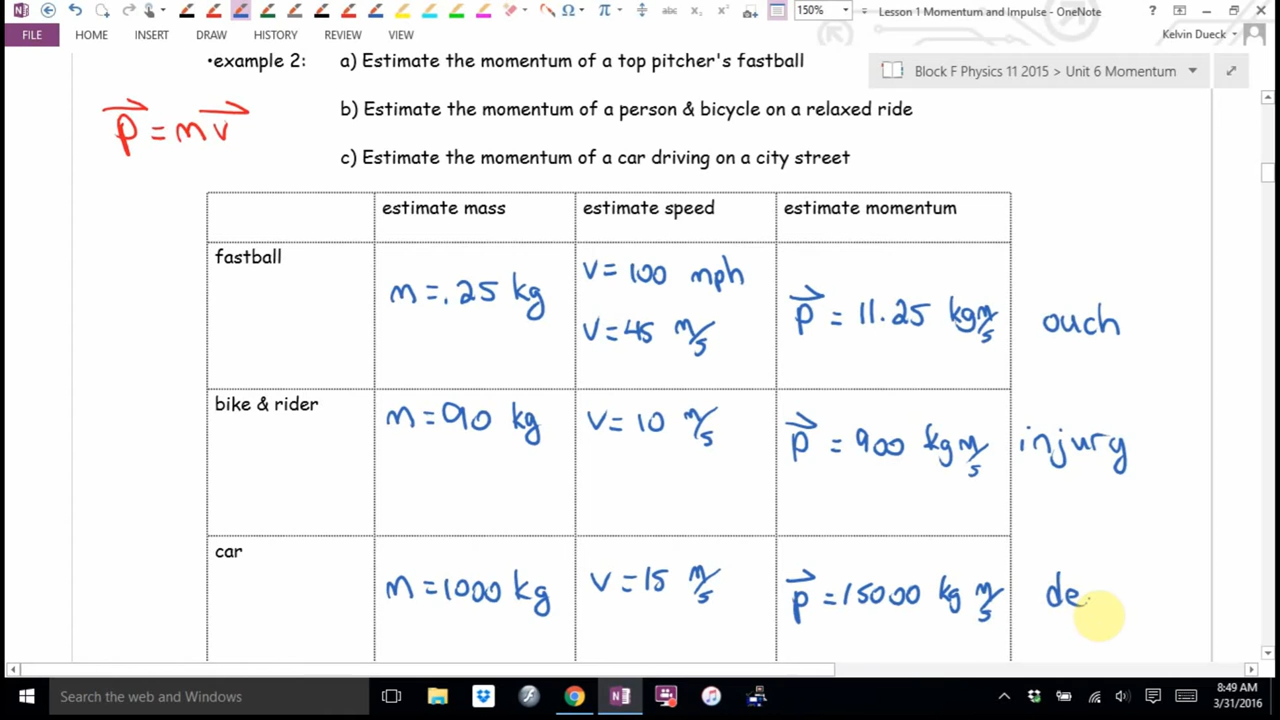 150%
Lesson 1 Momentum and Impulse - OneNote
?
FILE HOME INSERT DRAW HISTORY REVIEW VIEW
Kelvin Dueck
Block F Physics 11 2015 > Unit 6 Momentum
•example 2: a) Estimate the momentum of a top pitcher's fastball
b) Estimate the momentum of a person & bicycle on a relaxed ride
c) Estimate the momentum of a car driving on a city street
p = mv
estimate mass estimate speed estimate momentum
fastball
m = .25 kg
v = 100 mph
v = 45 m/s
p = 11.25 kg m/s
ouch
bike & rider
m = 90 kg
v = 10 m/s
p = 900 kg m/s
injury
car
m = 1000 kg
v = 15 m/s
p = 15000 kg m/s
de
Search the web and Windows
8:49 AM
3/31/2016